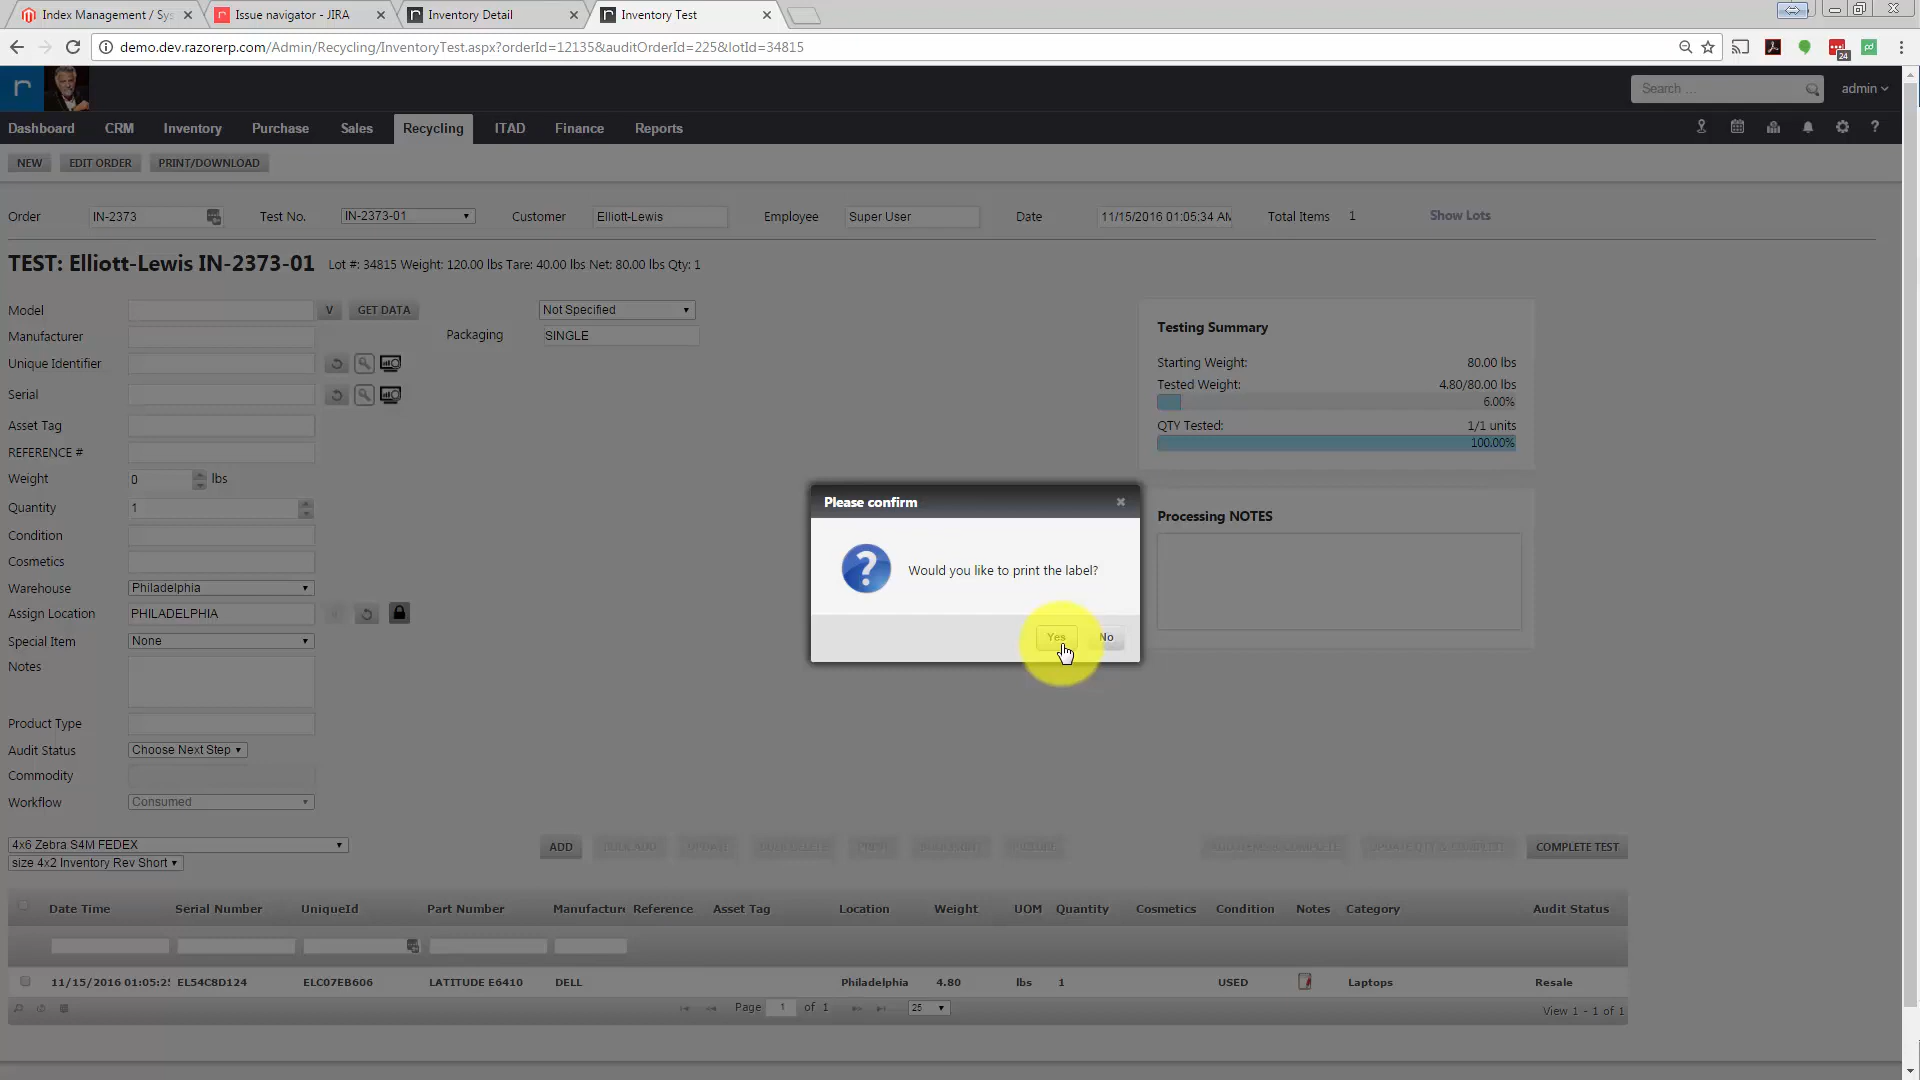 Index Management / Sys
Issue navigator - JIRA
Inventory Detail
Inventory Test
demo.dev.razorerp.com/Admin/Recycling/InventoryTest.aspx?orderId=12135&auditOrderId=225&lotId=34815
24
r
Search ...
admin
Dashboard CRM Inventory Purchase Sales Recycling ITAD Finance Reports
NEW EDIT ORDER PRINT/DOWNLOAD
Order IN-2373 Test No. IN-2373-01 Customer Elliott-Lewis Employee Super User Date 11/15/2016 01:05:34 AM Total Items 1 Show Lots
TEST: Elliott-Lewis IN-2373-01 Lot #: 34815 Weight: 120.00 lbs Tare: 40.00 lbs Net: 80.00 lbs Qty: 1
Model V GET DATA Not Specified
Manufacturer
Packaging SINGLE
Unique Identifier
Serial
Asset Tag
REFERENCE #
Weight 0 lbs
Quantity 1
Condition
Cosmetics
Warehouse Philadelphia
Assign Location PHILADELPHIA
Special Item None
Notes
Product Type
Audit Status Choose Next Step
Commodity
Workflow Consumed
Testing Summary
Starting Weight: 80.00 lbs
Tested Weight: 4.80/80.00 lbs
6.00%
QTY Tested: 1/1 units
100.00%
Processing NOTES
Please confirm
Would you like to print the label?
Yes No
4x6 Zebra S4M FEDEX
size 4x2 Inventory Rev Short
ADD BULK ADD UPDATE PRINT COMPLETE TEST
Date Time Serial Number UniqueId Part Number Manufacture Reference Asset Tag Location Weight UOM Quantity Cosmetics Condition Notes Category Audit Status
11/15/2016 01:05:2 EL54C8D124 ELC07EB606 LATITUDE E6410 DELL Philadelphia 4.80 lbs 1 USED Laptops Resale
Page 1 of 1 25 View 1 - 1 of 1